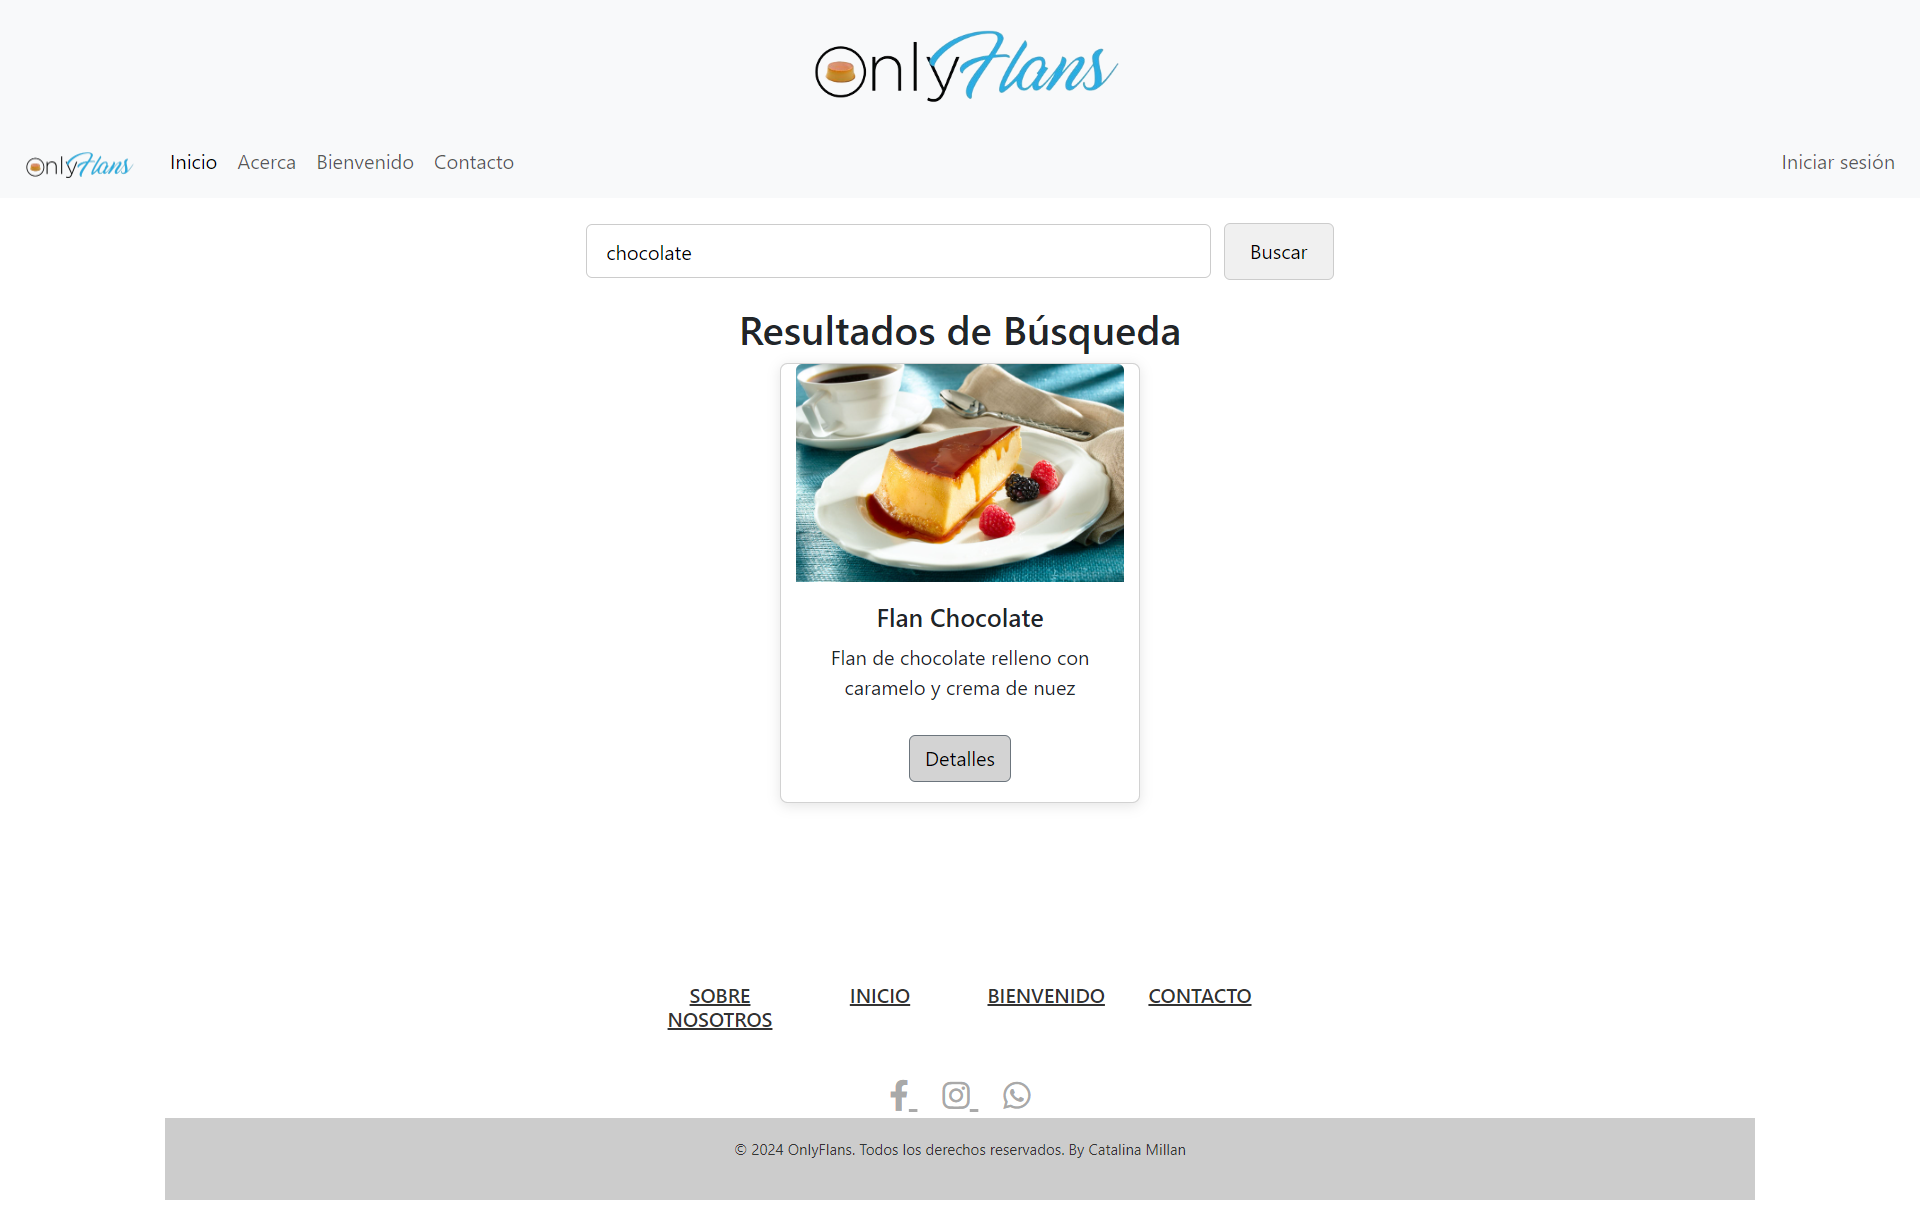 OnlyFlans
OnlyFlans
Inicio Acerca Bienvenido Contacto Iniciar sesión
chocolate Buscar
Resultados de Búsqueda
Flan Chocolate
Flan de chocolate relleno con
caramelo y crema de nuez
Detalles
SOBRE NOSOTROS
INICIO
BIENVENIDO
CONTACTO
© 2024 OnlyFlans. Todos los derechos reservados. By Catalina Millan